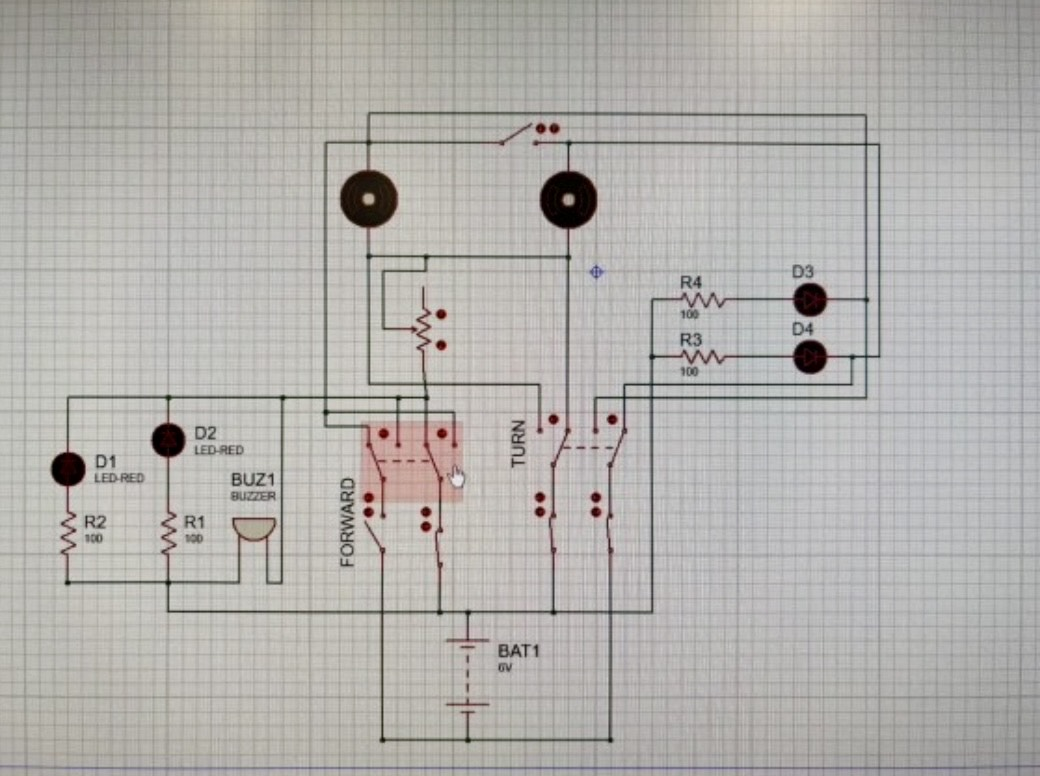 R4
100
D3
R3
100
D4
D2
LED-RED
D1
LED-RED
BUZ1
BUZZER
R2
100
R1
100
FORWARD
TURN
BAT1
6V